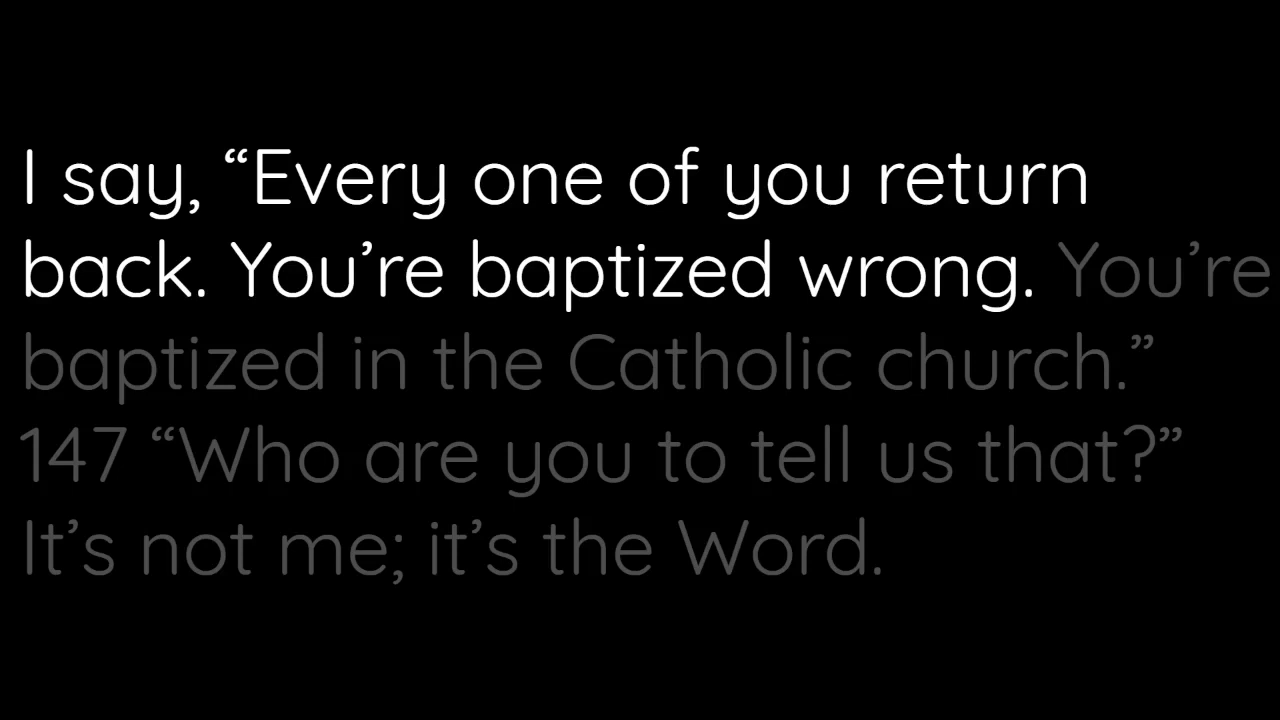 I say, “Every one of you return
back. You’re baptized wrong. You’re
baptized in the Catholic church.”
147 “Who are you to tell us that?”
It’s not me; it’s the Word.